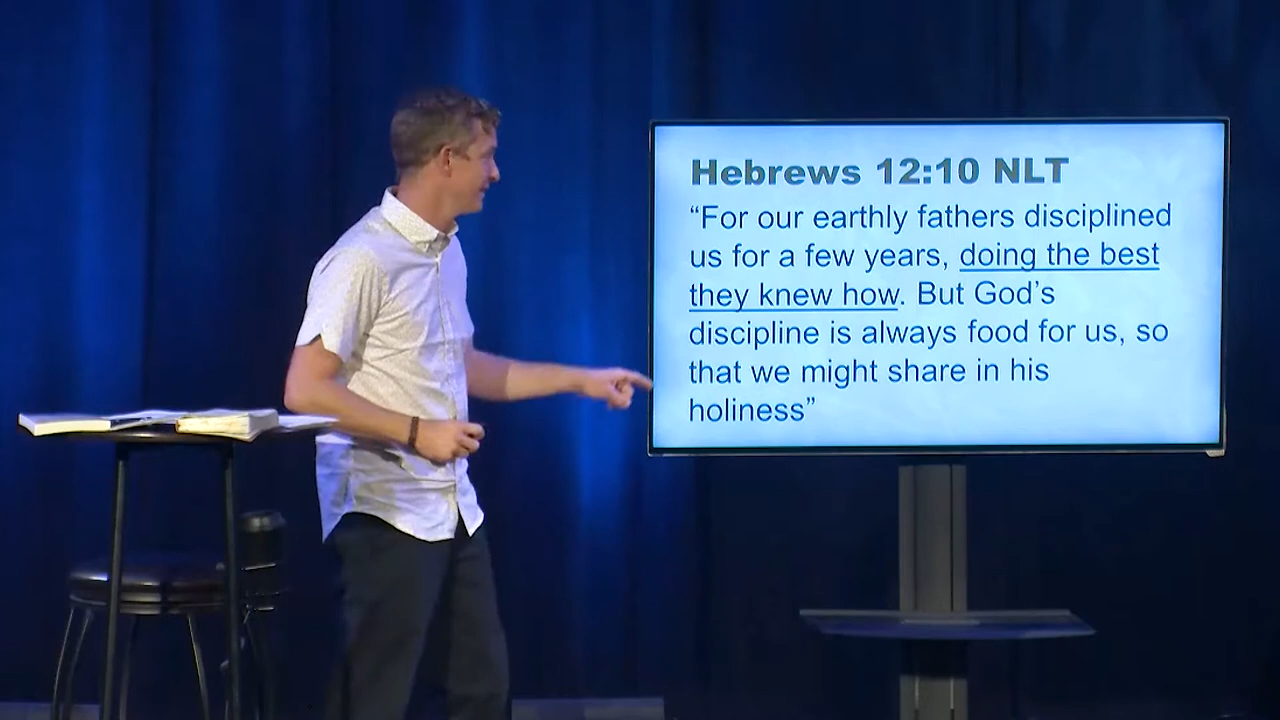 Hebrews 12:10 NLT
“For our earthly fathers disciplined
us for a few years, doing the best
they knew how. But God’s
discipline is always food for us, so
that we might share in his
holiness”